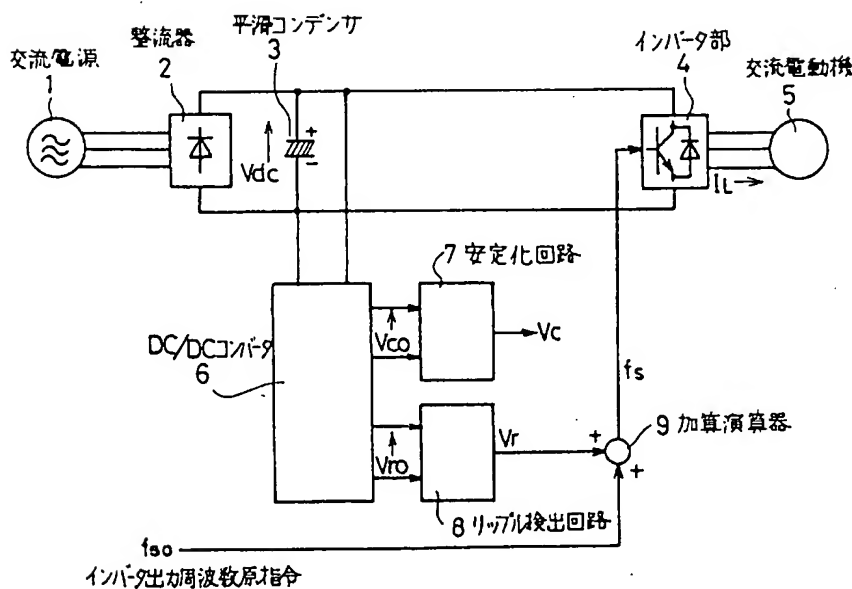 交流電源
1
整流器
2
平滑コンデンサ
3
インバータ部
4
交流電動機
5
Vdc
+
−
IL
7 安定化回路
DC/DCコンバータ
6
Vco
Vc
fs
Vro
Vr
+
+
9 加算演算器
8 リップル検出回路
fso
インバータ出力周波数原指令